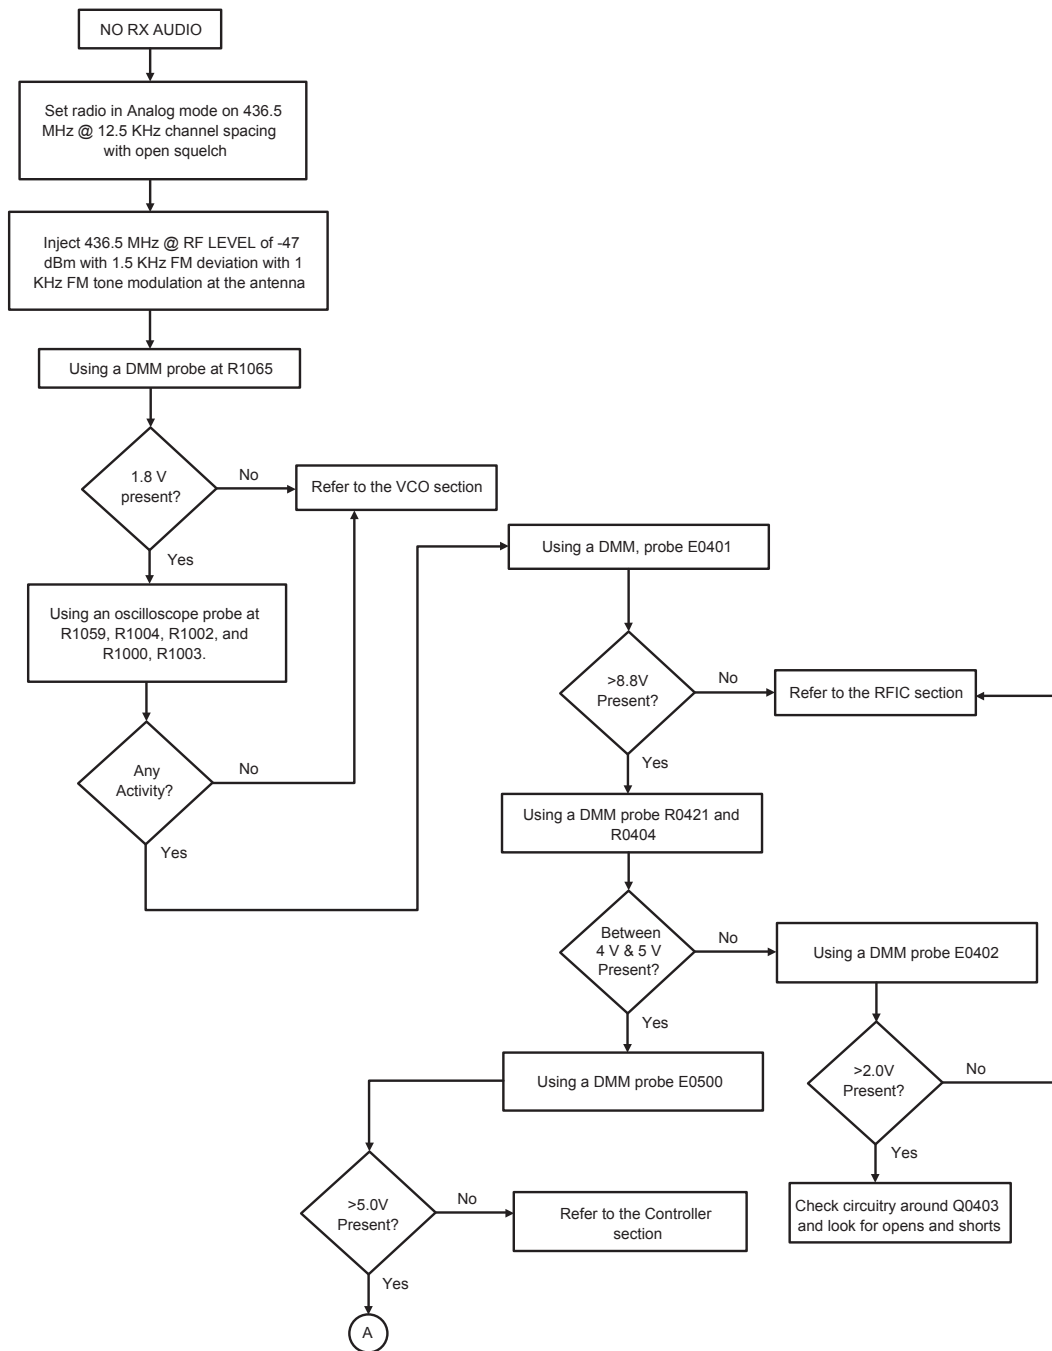 NO RX AUDIO
Set radio in Analog mode on 436.5
MHz @ 12.5 KHz channel spacing
with open squelch
Inject 436.5 MHz @ RF LEVEL of -47
dBm with 1.5 KHz FM deviation with 1
KHz FM tone modulation at the antenna
Using a DMM probe at R1065
1.8 V
present?
No
Refer to the VCO section
Yes
Using an oscilloscope probe at
R1059, R1004, R1002, and
R1000, R1003.
Any
Activity?
No
Yes
Using a DMM, probe E0401
>8.8V
Present?
No
Refer to the RFIC section
Yes
Using a DMM probe R0421 and
R0404
Between
4 V & 5 V
Present?
No
Using a DMM probe E0402
Yes
>2.0V
Present?
No
Yes
Check circuitry around Q0403
and look for opens and shorts
Using a DMM probe E0500
>5.0V
Present?
No
Refer to the Controller
section
Yes
A